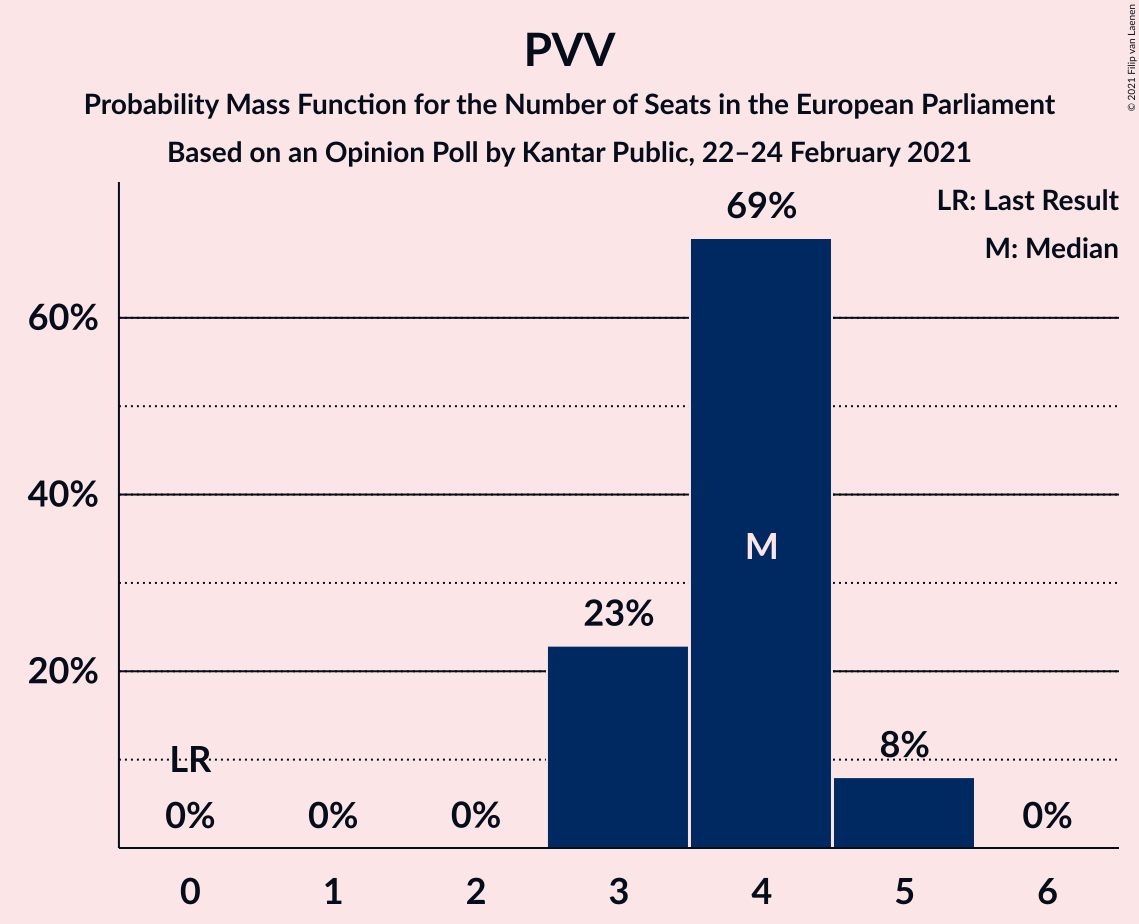 PVV
Probability Mass Function for the Number of Seats in the European Parliament
Based on an Opinion Poll by Kantar Public, 22–24 February 2021
© 2021 Filip van Laenen
LR: Last Result
M: Median
69%
60%
40%
M
23%
20%
8%
LR
0%
0%
0%
0%
0
1
2
3
4
5
6